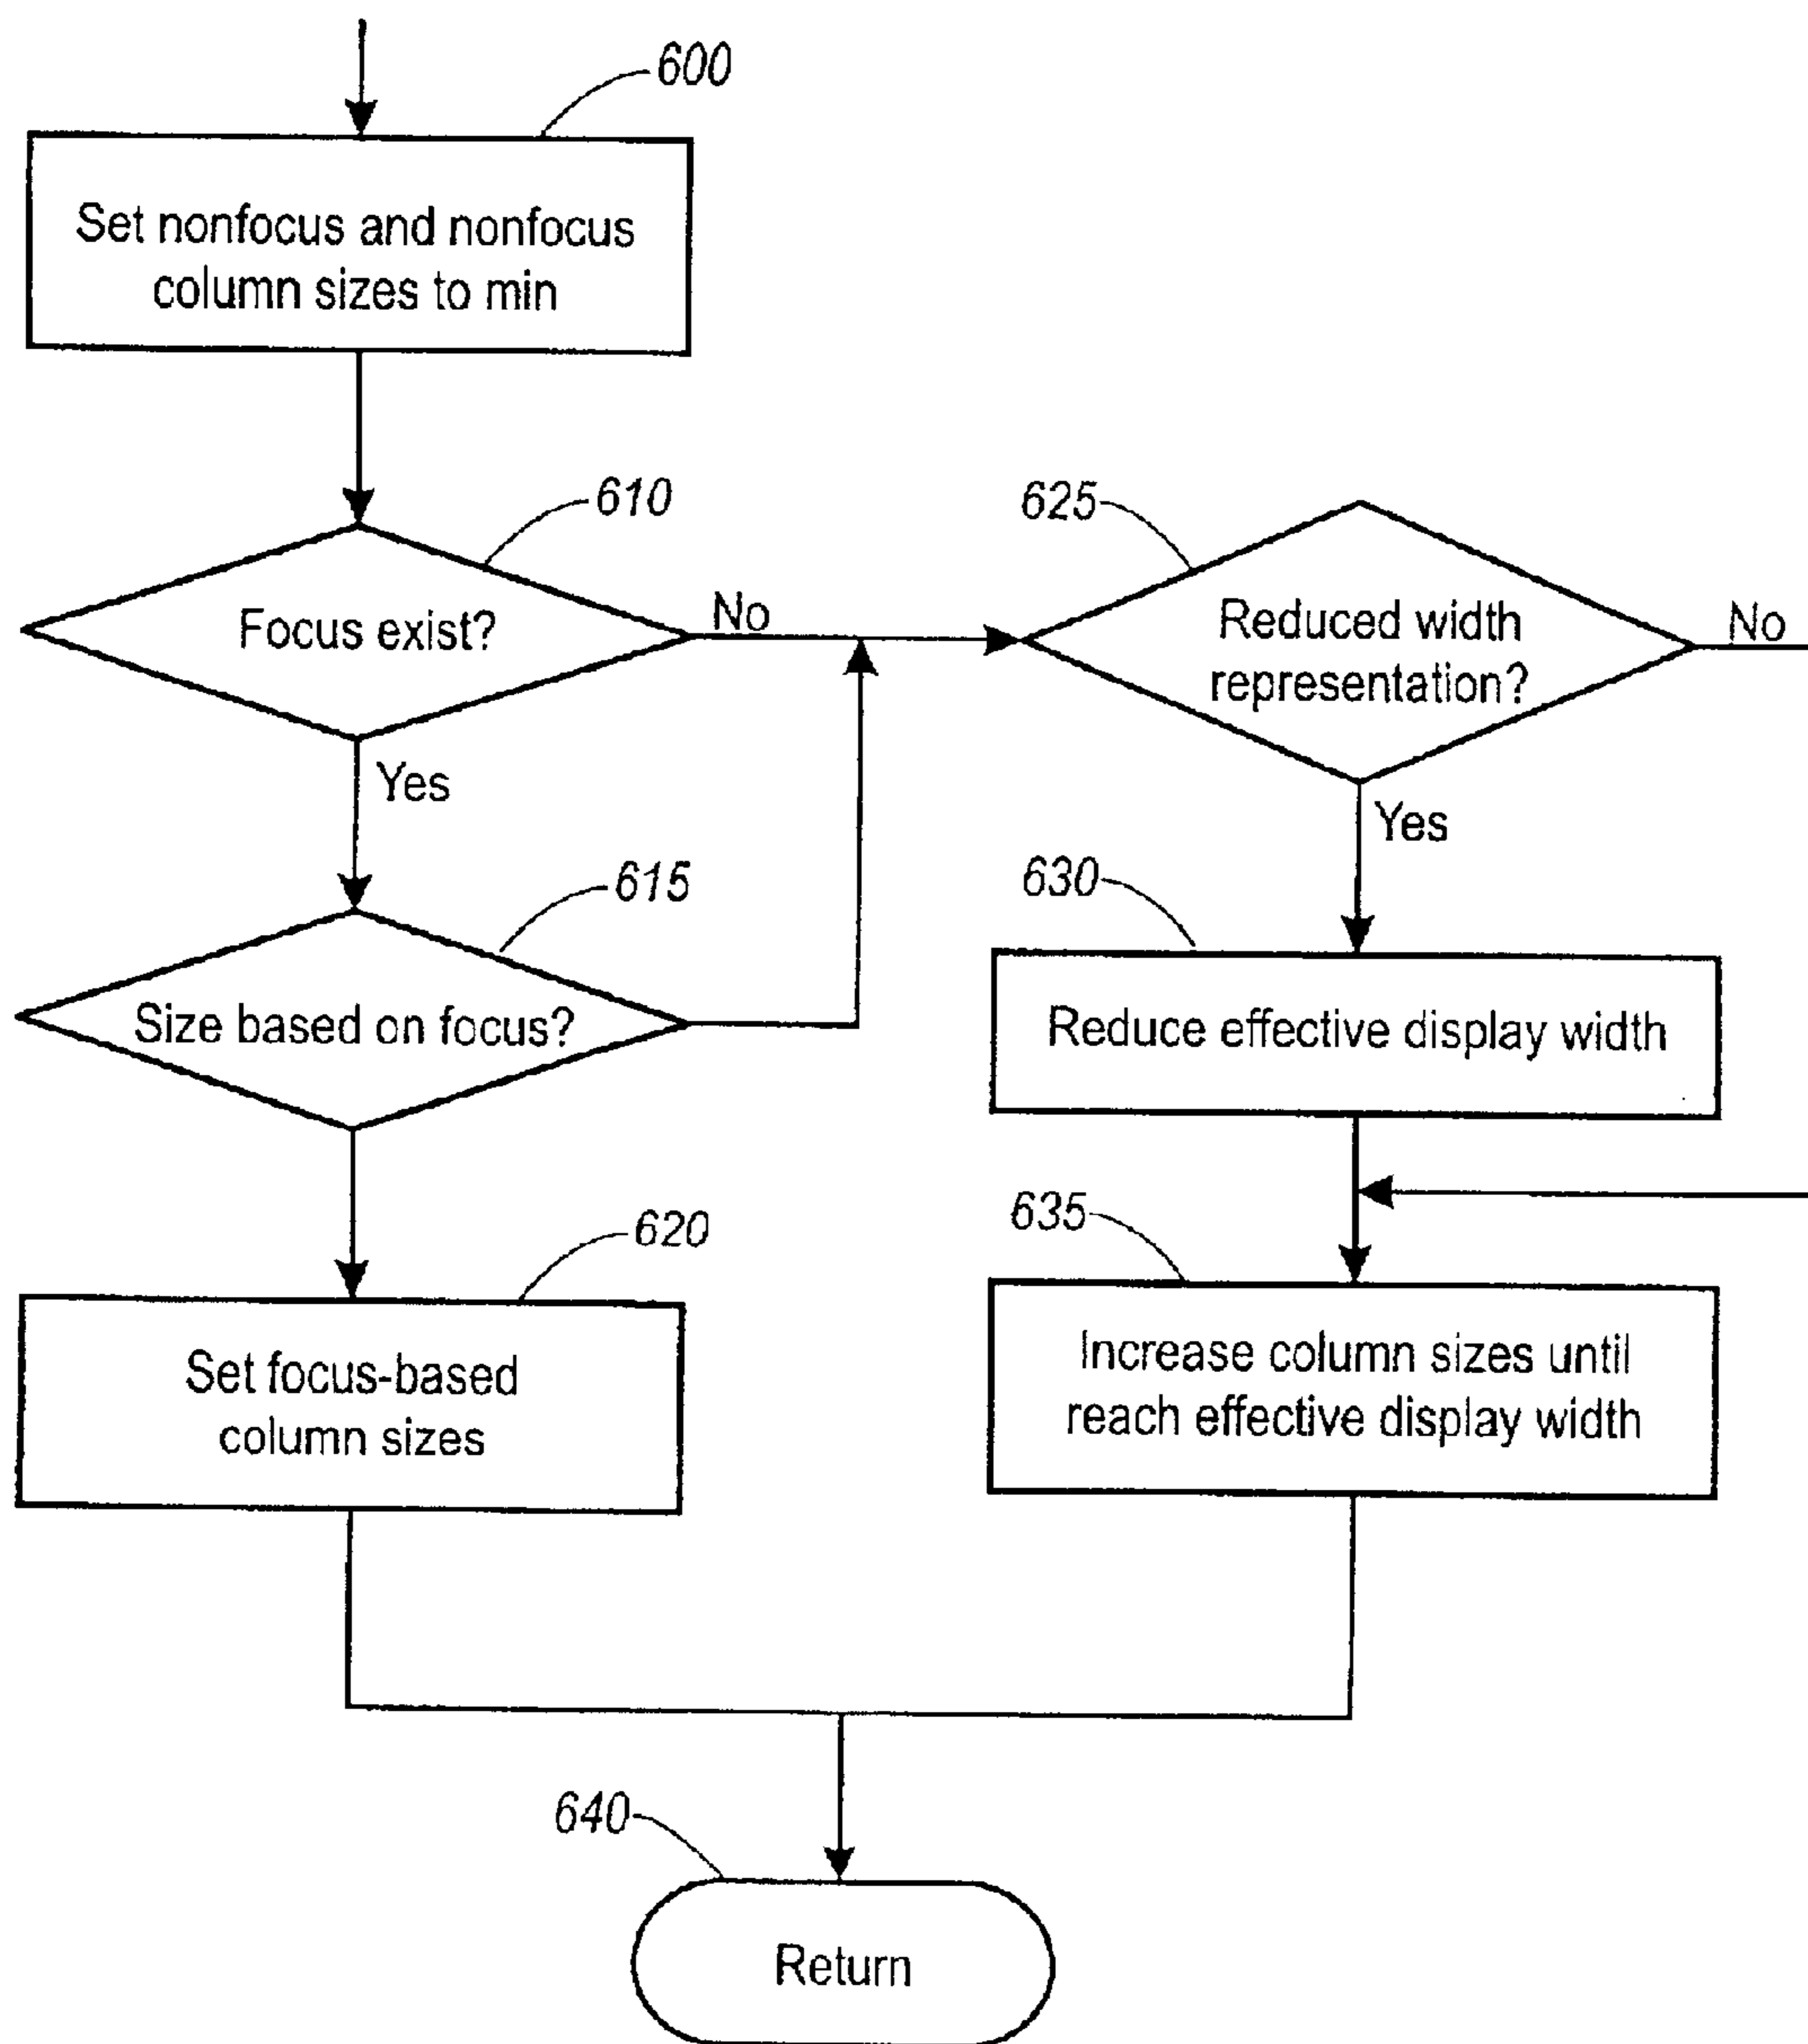 600
Set nonfocus and nonfocus
column sizes to min
610
Focus exist?
No
Yes
625
Reduced width
representation?
No
Yes
615
Size based on focus?
630
Reduce effective display width
620
Set focus-based
column sizes
635
Increase column sizes until
reach effective display width
640
Return